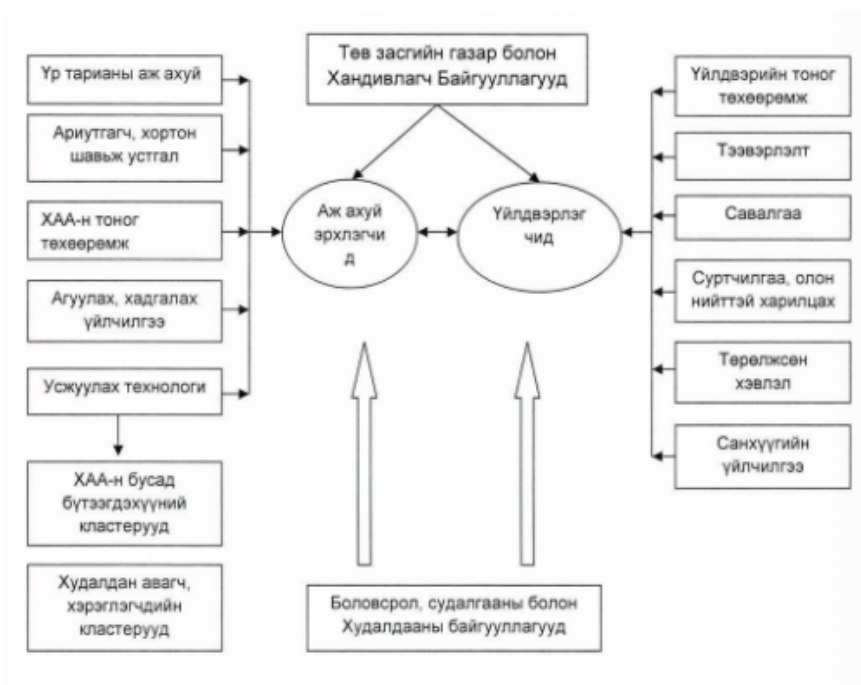 Төв засгийн газар болон
Хандивлагч Байгууллагууд
Үр тарианы аж ахуй
Ариутгагч, хортон
шавьж устгал
ХАА-н тоног
төхөөрөмж
Агуулах, хадгалах
үйлчилгээ
Усжуулах технологи
ХАА-н бусад
бүтээгдэхүүний
кластерууд
Худалдан авагч,
хэрэглэгчдийн
кластерууд
Аж ахуй
эрхлэгчи
д
Үйлдвэрлэг
чид
Үйлдвэрийн тоног
төхөөрөмж
Тээвэрлэлт
Савалгаа
Суртчилгаа, олон
нийттэй харилцах
Төрөлжсөн
хэвлэл
Санхүүгийн
үйлчилгээ
Боловсрол, судалгааны болон
Худалдааны байгууллагууд